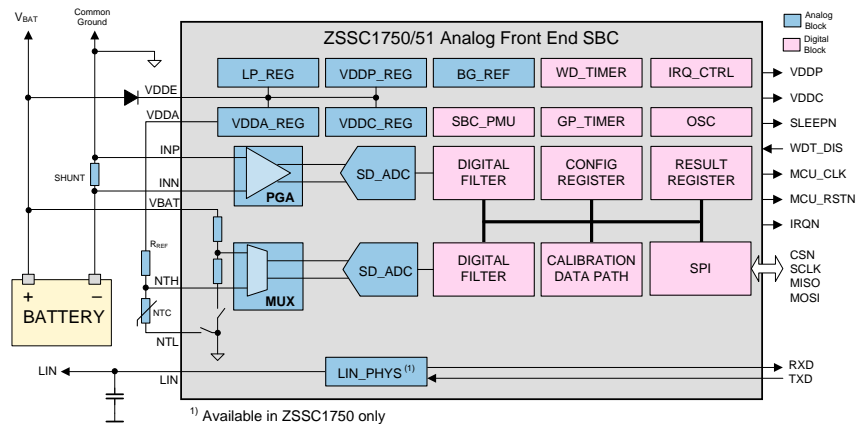 VBAT
Common
Ground
ZSSC1750/51 Analog Front End SBC
Analog
Block
Digital
Block
LP_REG
VDDP_REG
BG_REF
WD_TIMER
IRQ_CTRL
VDDP
VDDE
VDDC
VDDA
VDDA_REG
VDDC_REG
SBC_PMU
GP_TIMER
OSC
SLEEPN
INP
WDT_DIS
SHUNT
PGA
SD_ADC
DIGITAL
FILTER
CONFIG
REGISTER
RESULT
REGISTER
MCU_CLK
INN
MCU_RSTN
VBAT
IRQN
RREF
NTH
MUX
SD_ADC
DIGITAL
FILTER
CALIBRATION
DATA PATH
SPI
CSN
SCLK
MISO
MOSI
+
–
BATTERY
NTC
NTL
LIN
LIN
LIN_PHYS(1)
RXD
TXD
1) Available in ZSSC1750 only